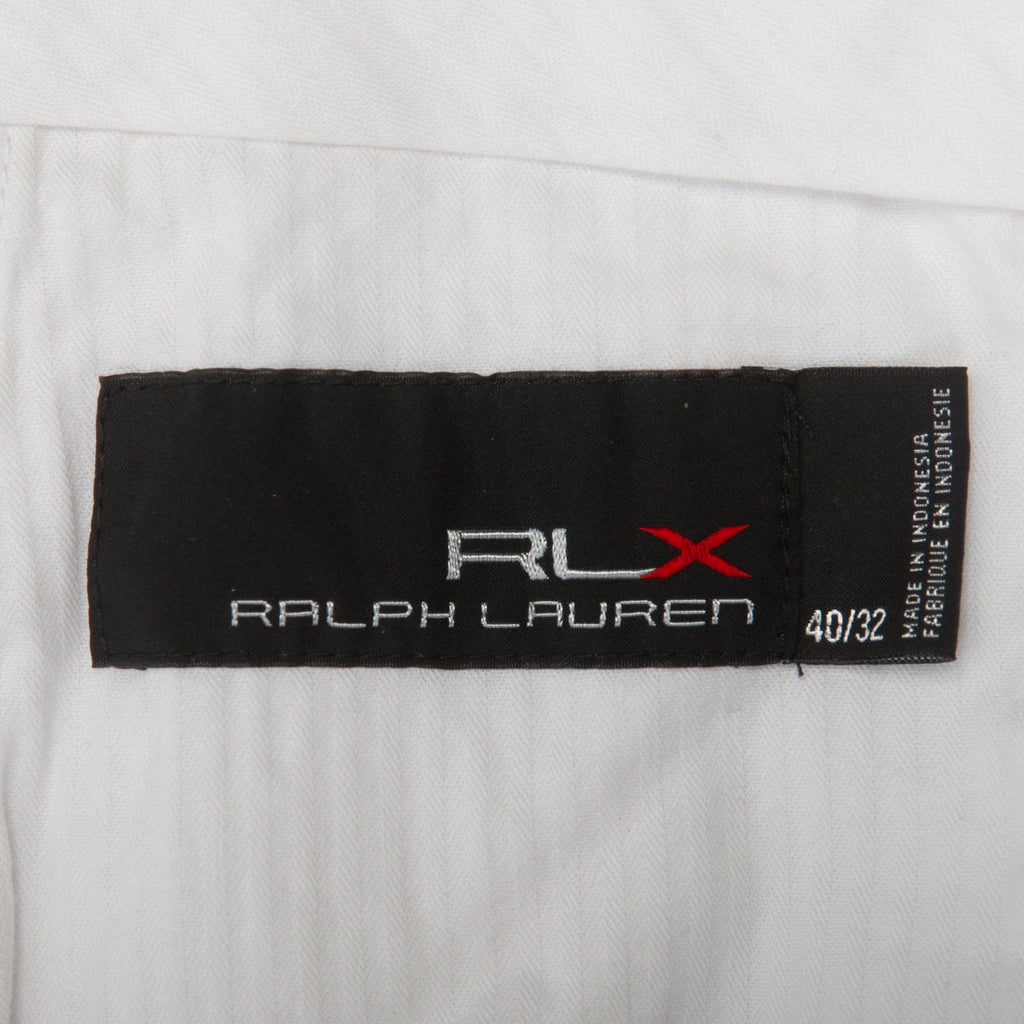 RLX
RALPH LAUREN
40/32
MADE IN INDONESIA
FABRIQUE EN INDONESIE